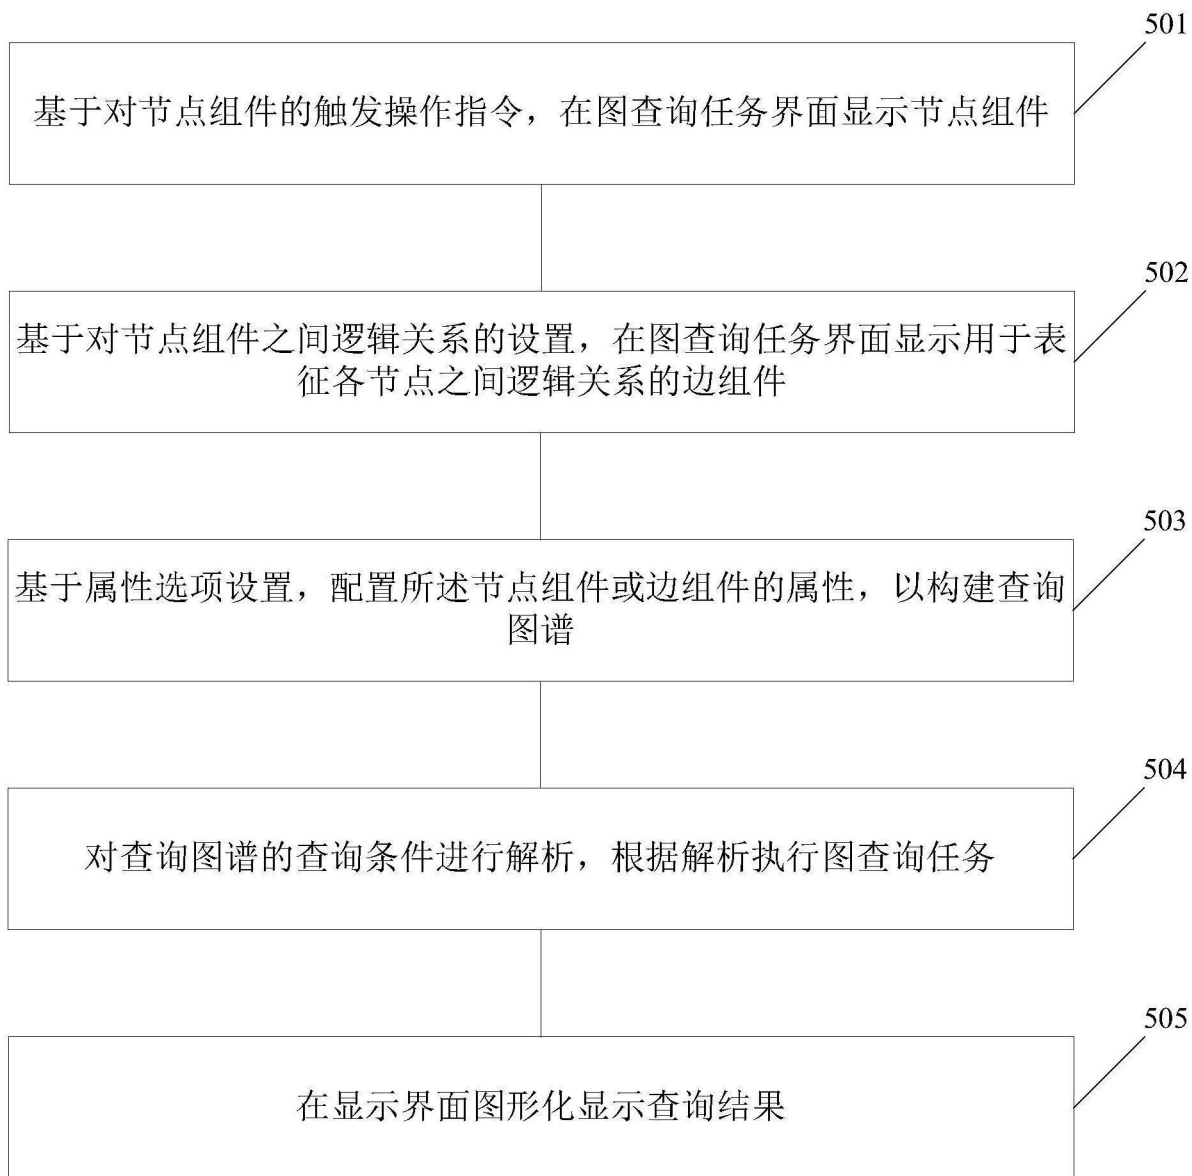 501
基于对节点组件的触发操作指令，在图查询任务界面显示节点组件
502
基于对节点组件之间逻辑关系的设置，在图查询任务界面显示用于表
征各节点之间逻辑关系的边组件
503
基于属性选项设置，配置所述节点组件或边组件的属性，以构建查询
图谱
504
对查询图谱的查询条件进行解析，根据解析执行图查询任务
505
在显示界面图形化显示查询结果